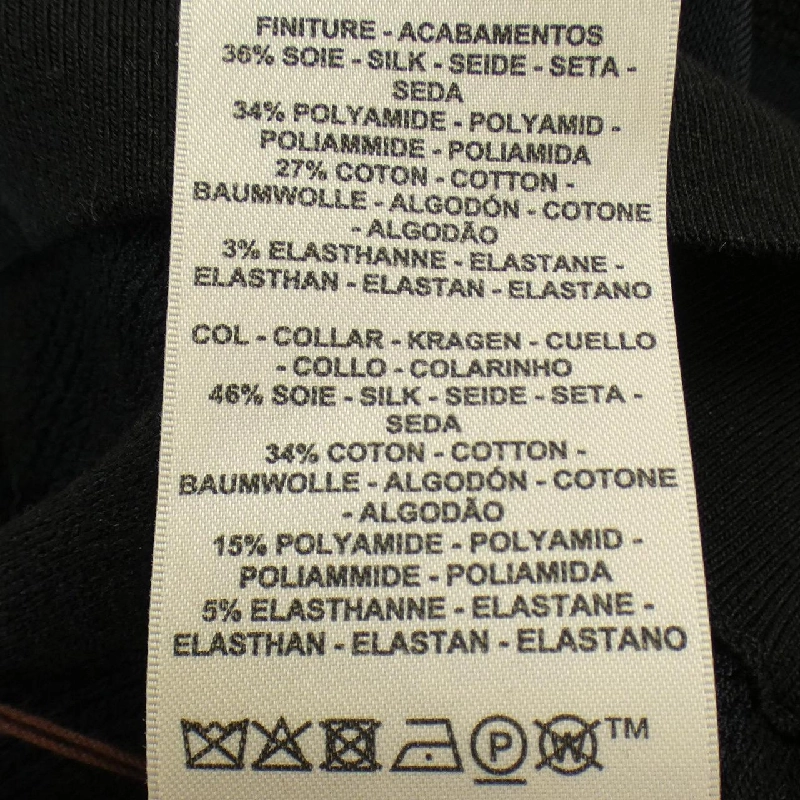 FINITURE - ACABAMENTOS
36% SOIE - SILK - SEIDE - SETA -
SEDA
34% POLYAMIDE - POLYAMID -
POLIAMMIDE - POLIAMIDA
27% COTON - COTTON -
BAUMWOLLE - ALGODÓN - COTONE
- ALGODÃO
3% ELASTHANNE - ELASTANE -
ELASTHAN - ELASTAN - ELASTANO
COL - COLLAR - KRAGEN - CUELLO
- COLLO - COLARINHO
46% SOIE - SILK - SEIDE - SETA -
SEDA
34% COTON - COTTON -
BAUMWOLLE - ALGODÓN - COTONE
- ALGODÃO
15% POLYAMIDE - POLYAMID -
POLIAMMIDE - POLIAMIDA
5% ELASTHANNE - ELASTANE -
ELASTHAN - ELASTAN - ELASTANO
P W TM